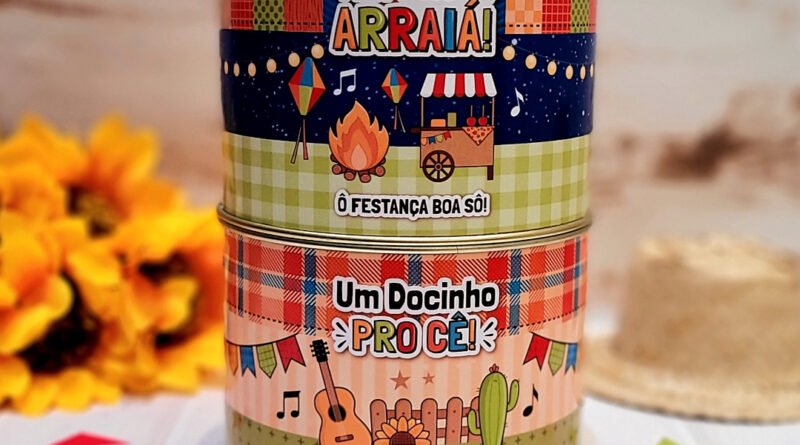 ARRAIÁ!
Ô FESTANÇA BOA SÔ!
Um Docinho
PRO CÊ!